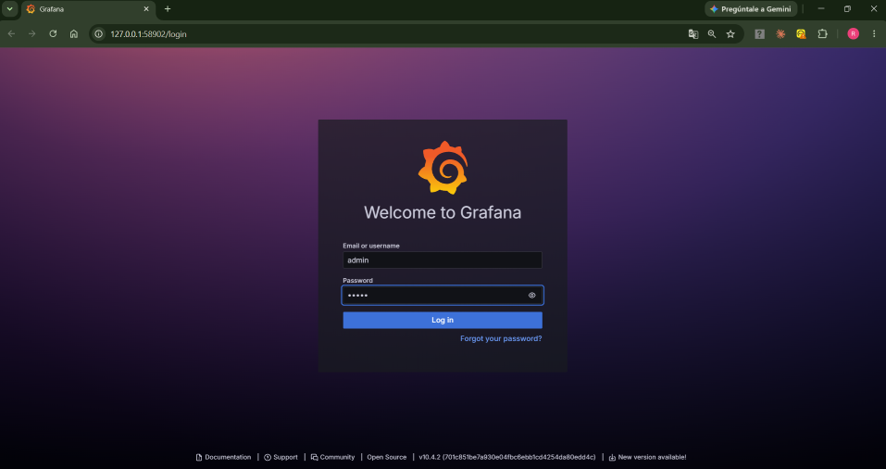 Grafana
Pregúntale a Gemini
127.0.0.1:58902/login
R
Welcome to Grafana
Email or username
admin
Password
•••••
Log in
Forgot your password?
Documentation | Support | Community | Open Source | v10.4.2 (701c851be7a930e04fbc6ebb1cd4254da80edd4c) | New version available!